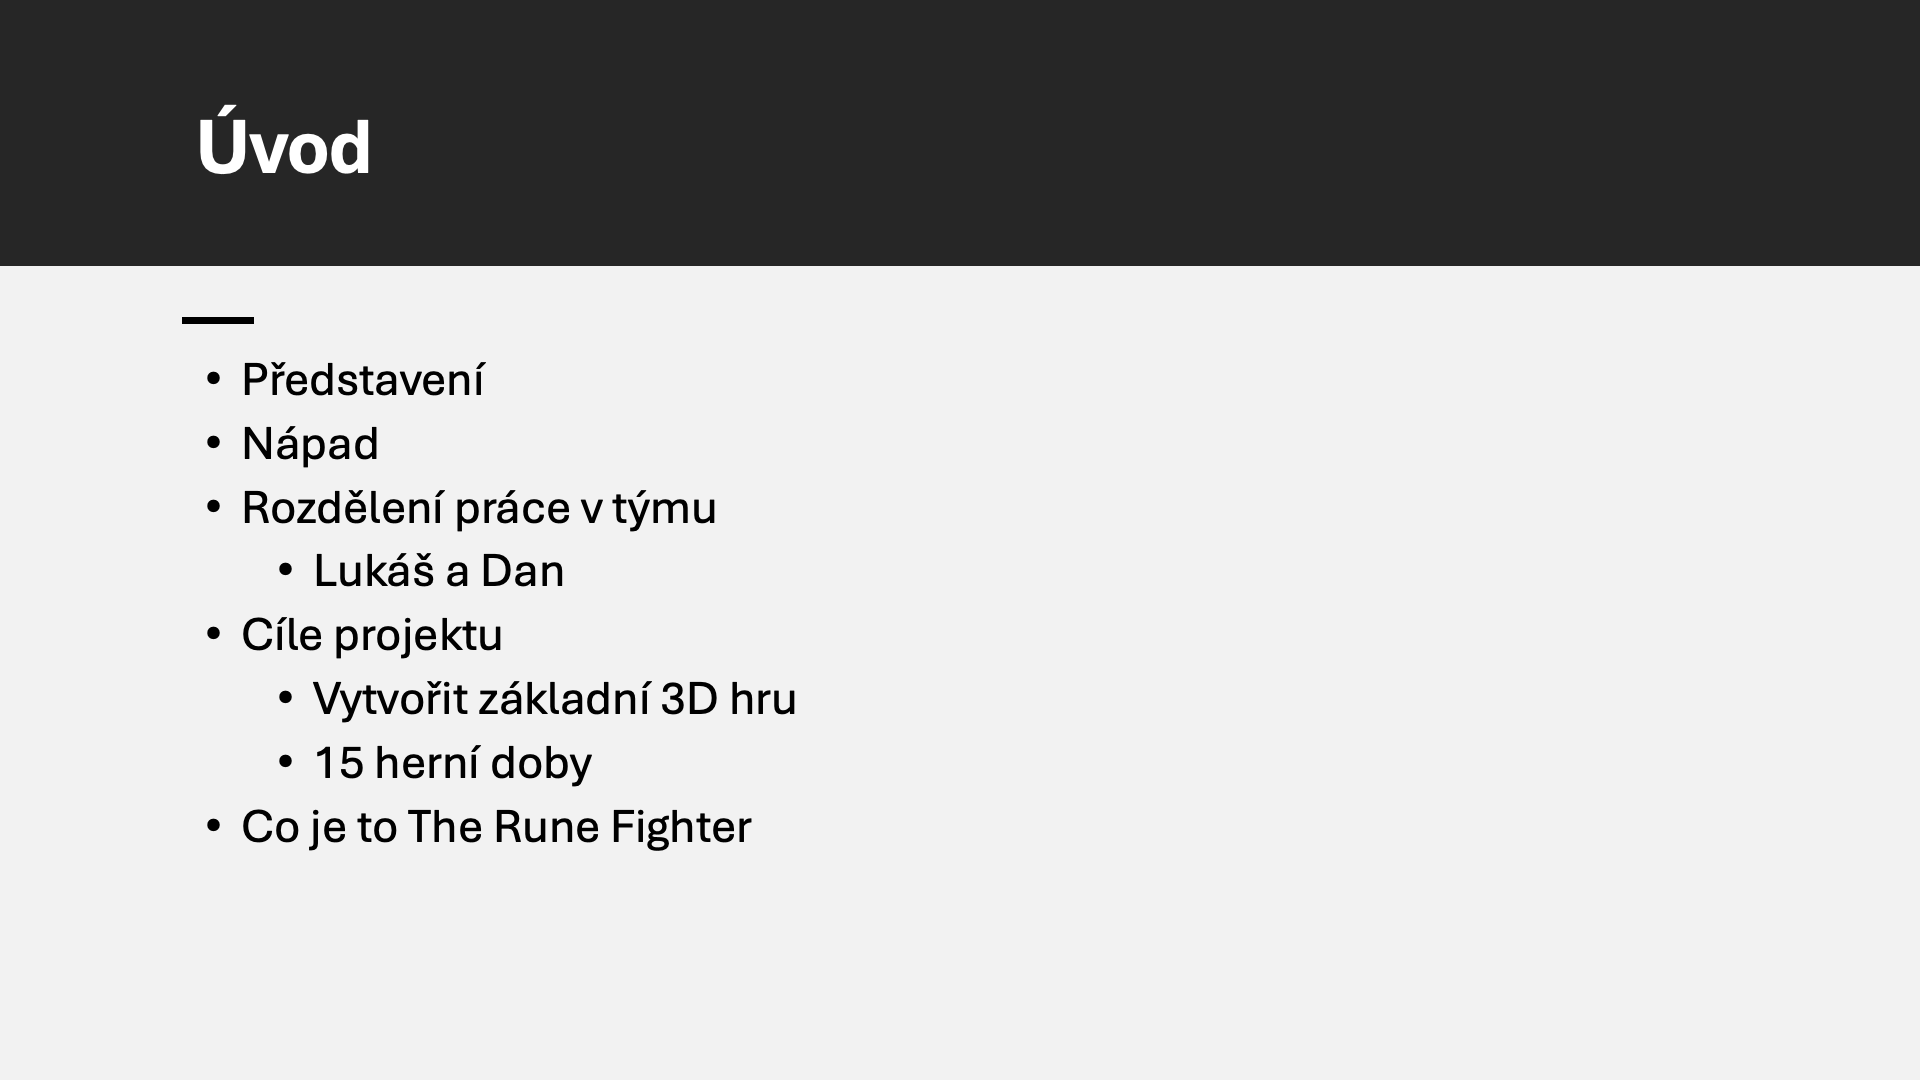 Úvod
• Představení
• Nápad
• Rozdělení práce v týmu
• Lukáš a Dan
• Cíle projektu
• Vytvořit základní 3D hru
• 15 herní doby
• Co je to The Rune Fighter